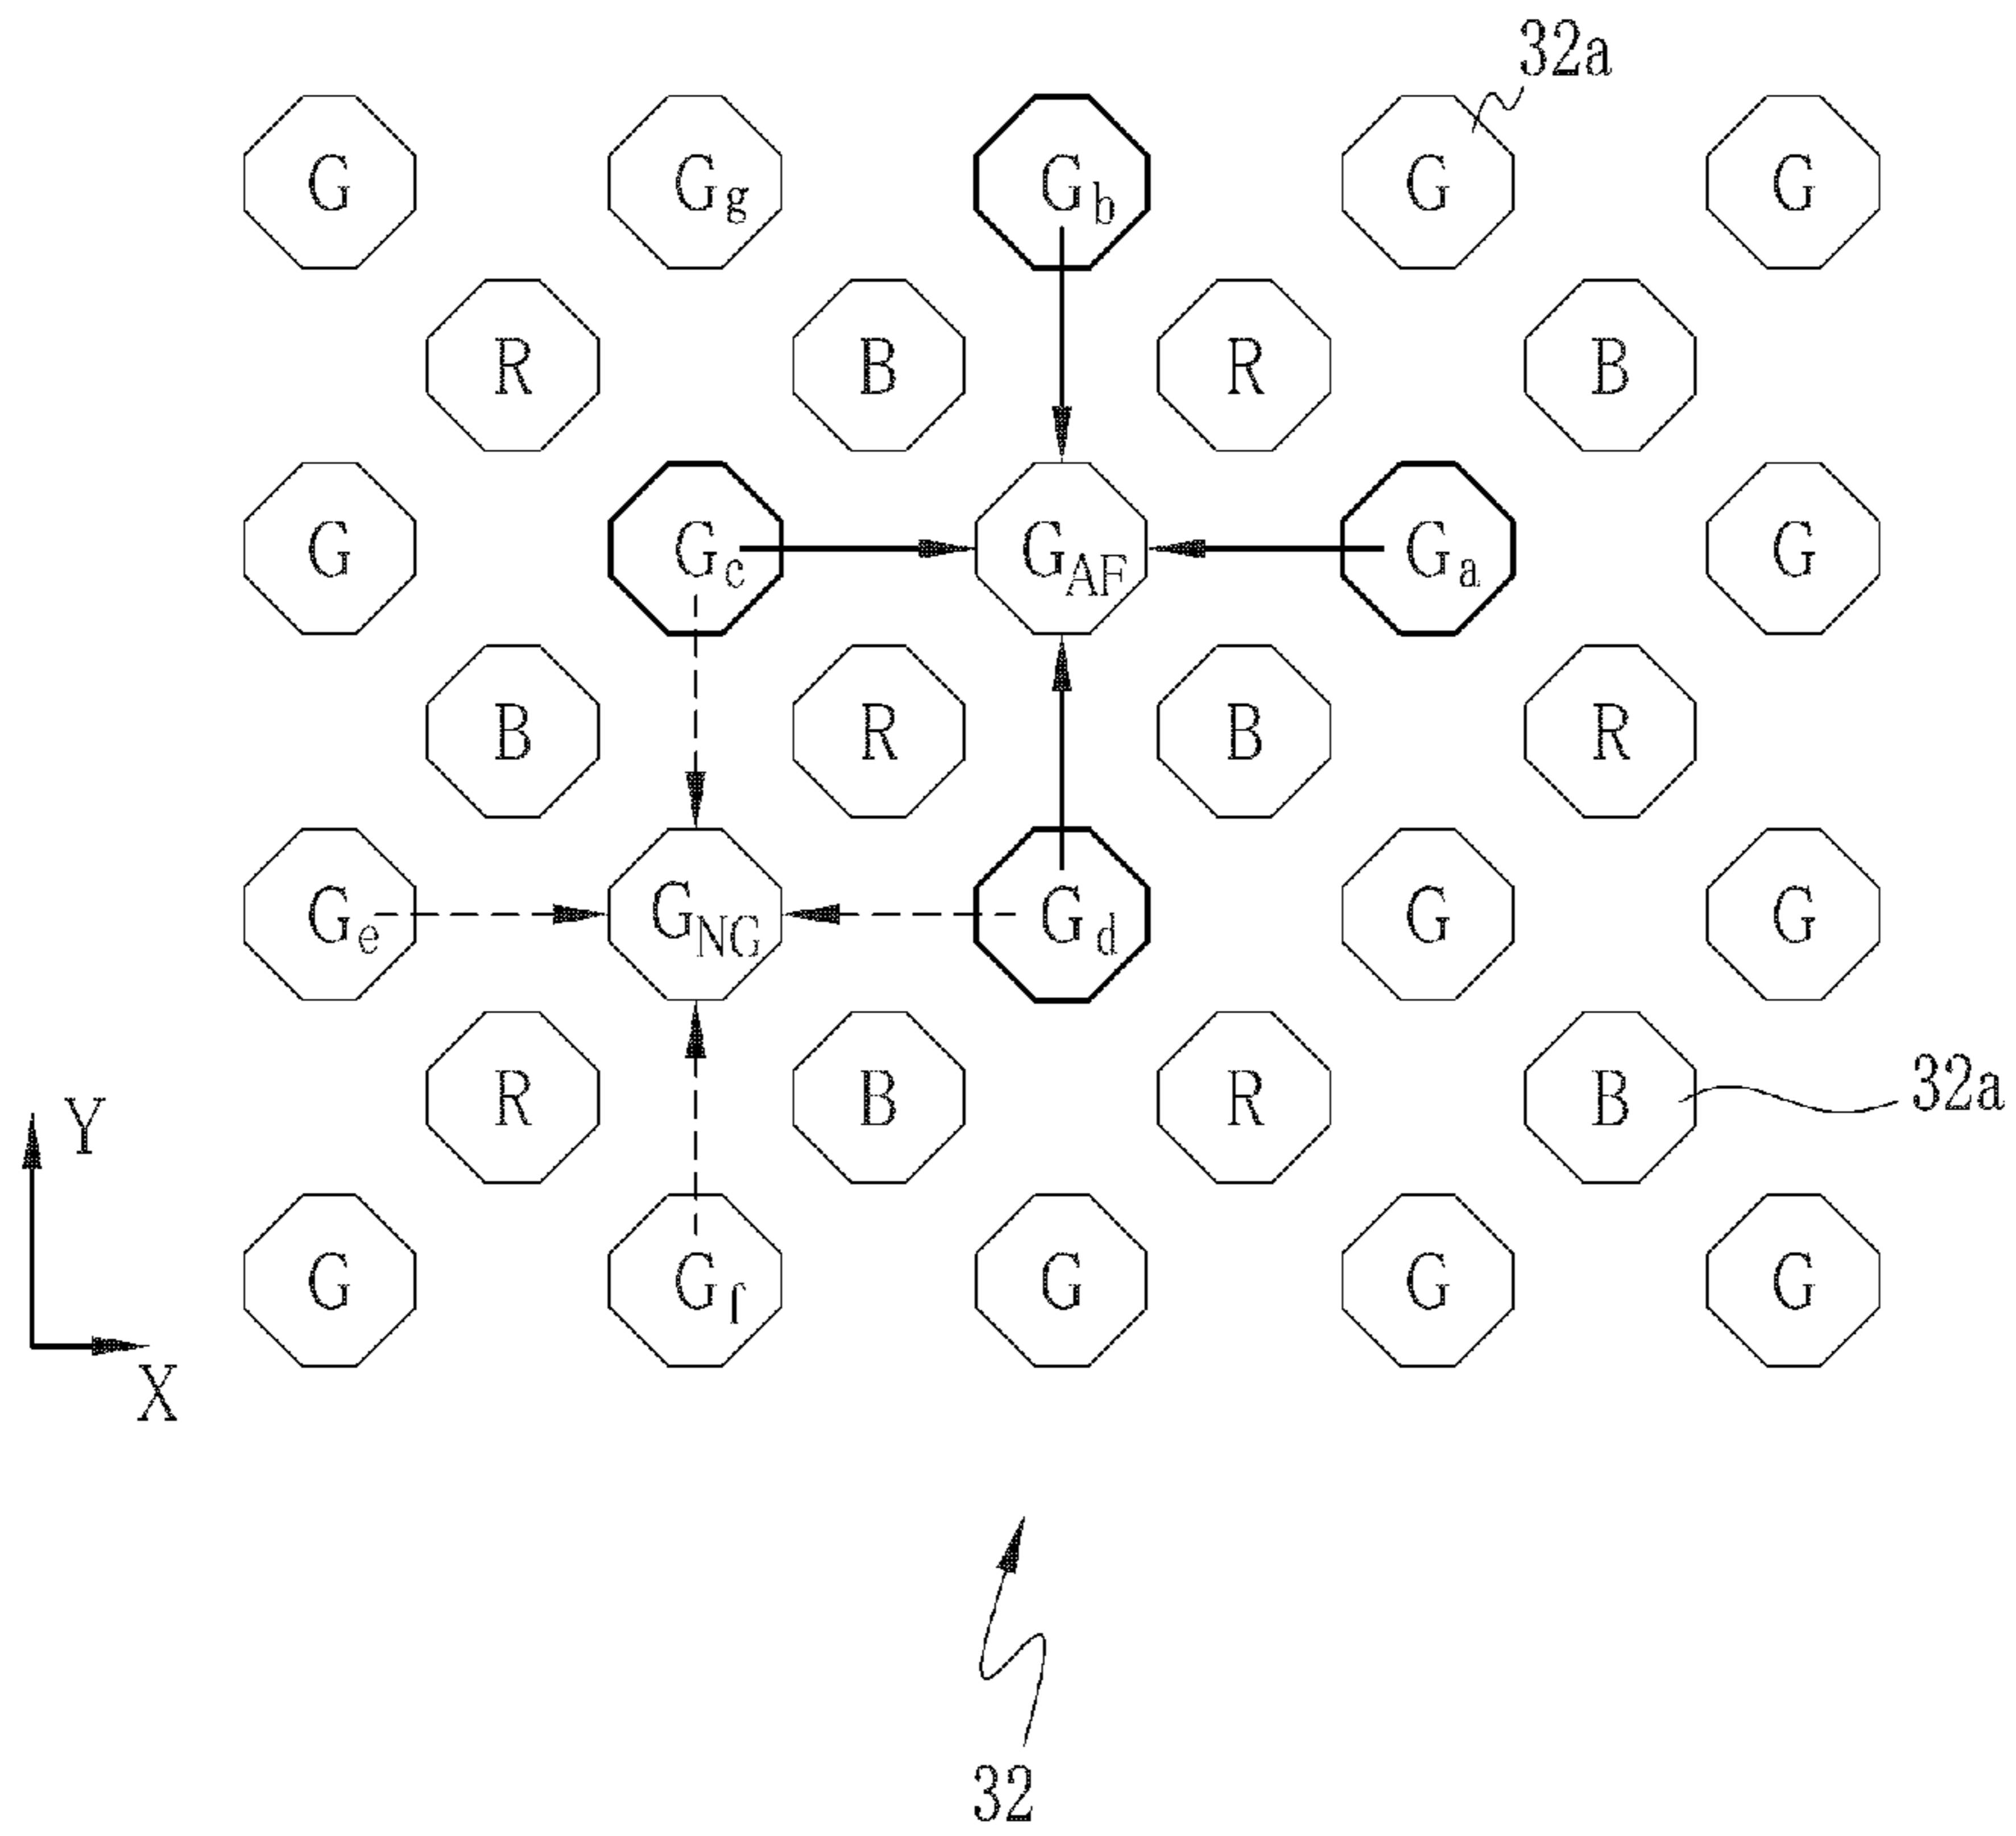 32a
G Gg Gb G G
R B R B
G Gc GAF Ga G
B R B R
Ge GNG Gd G G
R B R B 32a
Y
G Gf G G G
X
32